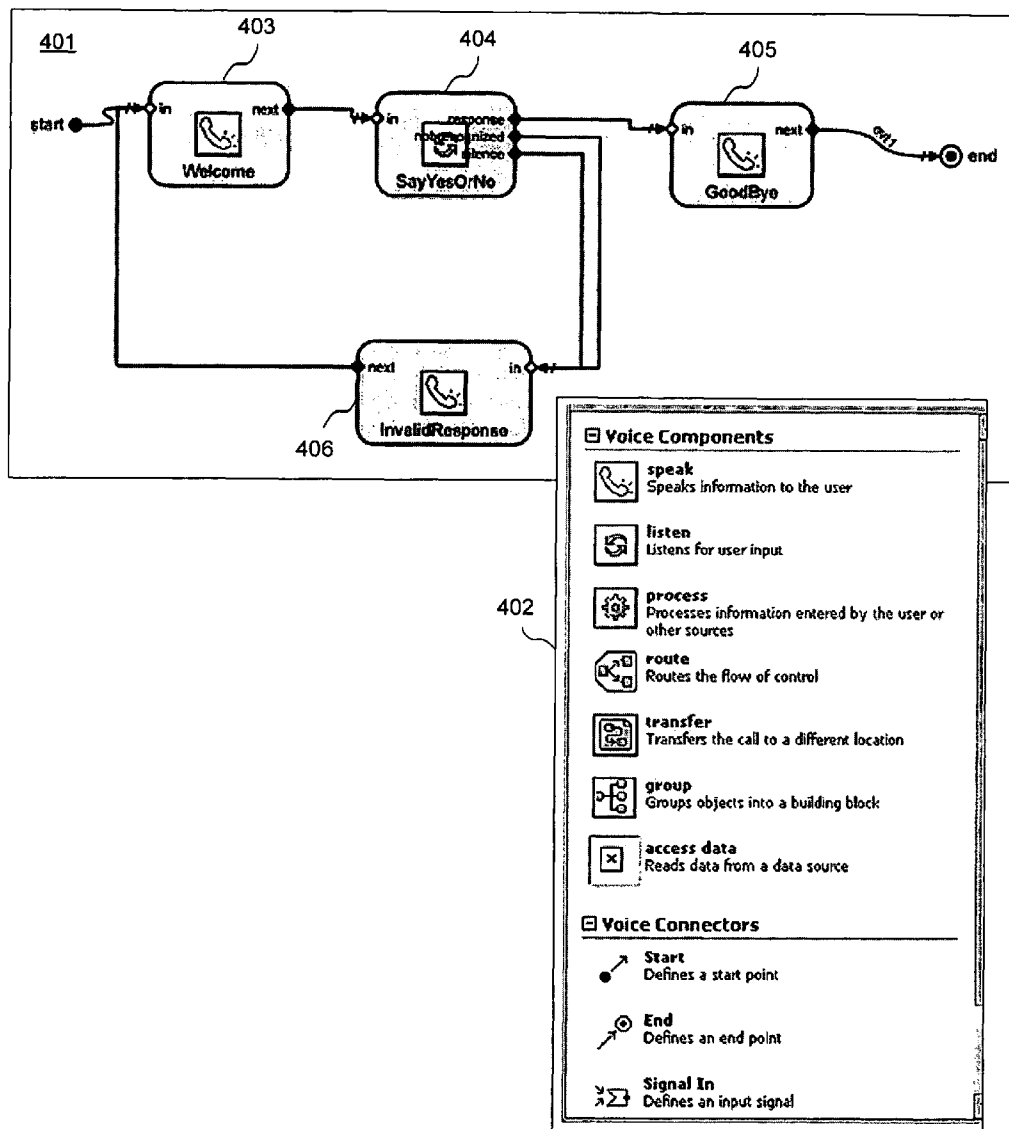 401
403
404
405
start
in
next
Welcome
in
response
notrecognized
silence
SayYesOrNo
in
next
GoodBye
evt1
end
next
in
InvalidResponse
406
402
Voice Components
speak
Speaks information to the user
listen
Listens for user input
process
Processes information entered by the user or
other sources
route
Routes the flow of control
transfer
Transfers the call to a different location
group
Groups objects into a building block
access data
Reads data from a data source
Voice Connectors
Start
Defines a start point
End
Defines an end point
Signal In
Defines an input signal